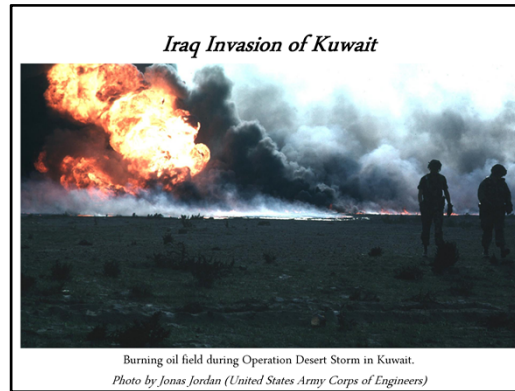 Iraq Invasion of Kuwait
Burning oil field during Operation Desert Storm in Kuwait.
Photo by Jonas Jordan (United States Army Corps of Engineers)